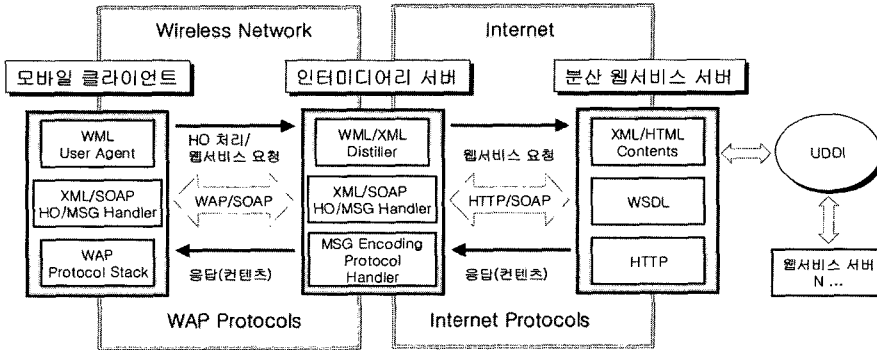 Wireless Network
Internet
모바일 클라이언트
인터미디어리 서버
분산 웹서비스 서버
WML
User Agent
XML/SOAP
HO/MSG Handler
WAP
Protocol Stack
HO 처리/
웹서비스 요청
WAP/SOAP
응답(컨텐츠)
WML/XML
Distiller
XML/SOAP
HO/MSG Handler
MSG Encoding
Protocol
Handler
웹서비스 요청
HTTP/SOAP
응답(컨텐츠)
XML/HTML
Contents
WSDL
HTTP
UDDI
웹서비스 서버
N ...
WAP Protocols
Internet Protocols